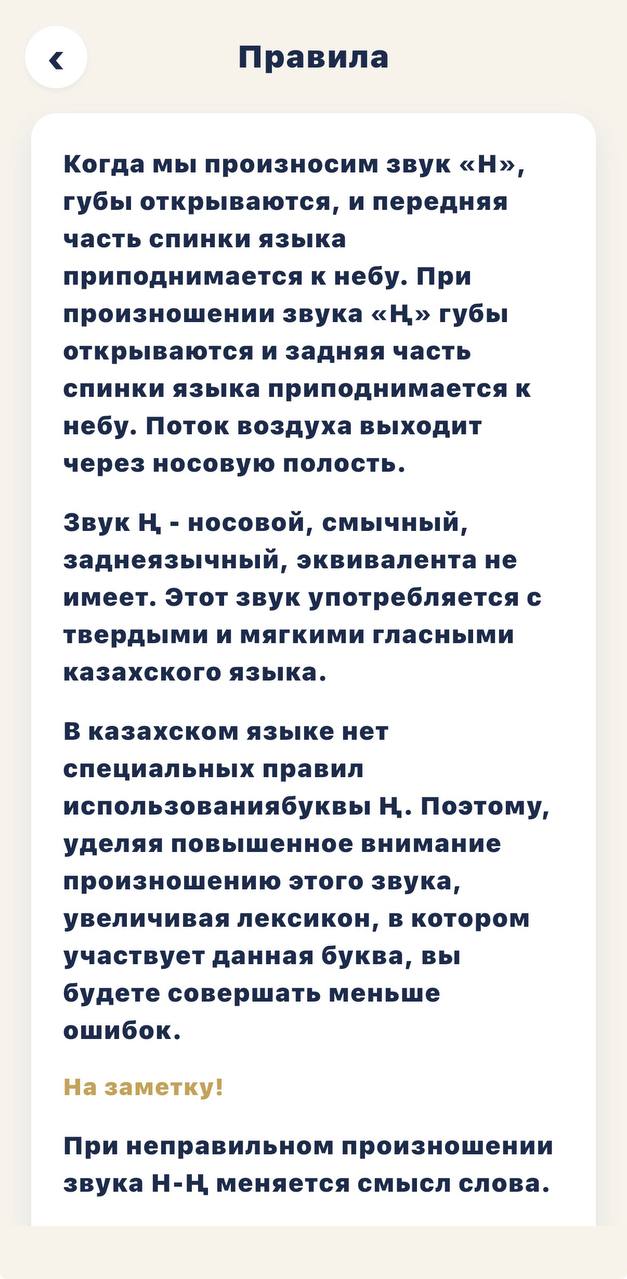 ‹
Правила
Когда мы произносим звук «Н»,
губы открываются, и передняя
часть спинки языка
приподнимается к небу. При
произношении звука «Ң» губы
открываются и задняя часть
спинки языка приподнимается к
небу. Поток воздуха выходит
через носовую полость.
Звук Ң - носовой, смычный,
заднеязычный, эквивалента не
имеет. Этот звук употребляется с
твердыми и мягкими гласными
казахского языка.
В казахском языке нет
специальных правил
использованиябуквы Ң. Поэтому,
уделяя повышенное внимание
произношению этого звука,
увеличивая лексикон, в котором
участвует данная буква, вы
будете совершать меньше
ошибок.
На заметку!
При неправильном произношении
звука Н-Ң меняется смысл слова.